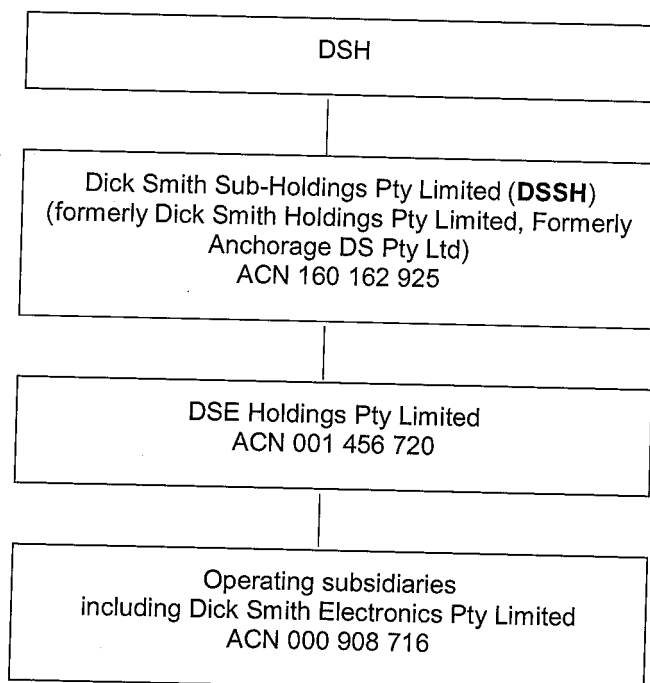 DSH
Dick Smith Sub-Holdings Pty Limited (DSSH)
(formerly Dick Smith Holdings Pty Limited, Formerly
Anchorage DS Pty Ltd)
ACN 160 162 925
DSE Holdings Pty Limited
ACN 001 456 720
Operating subsidiaries
including Dick Smith Electronics Pty Limited
ACN 000 908 716